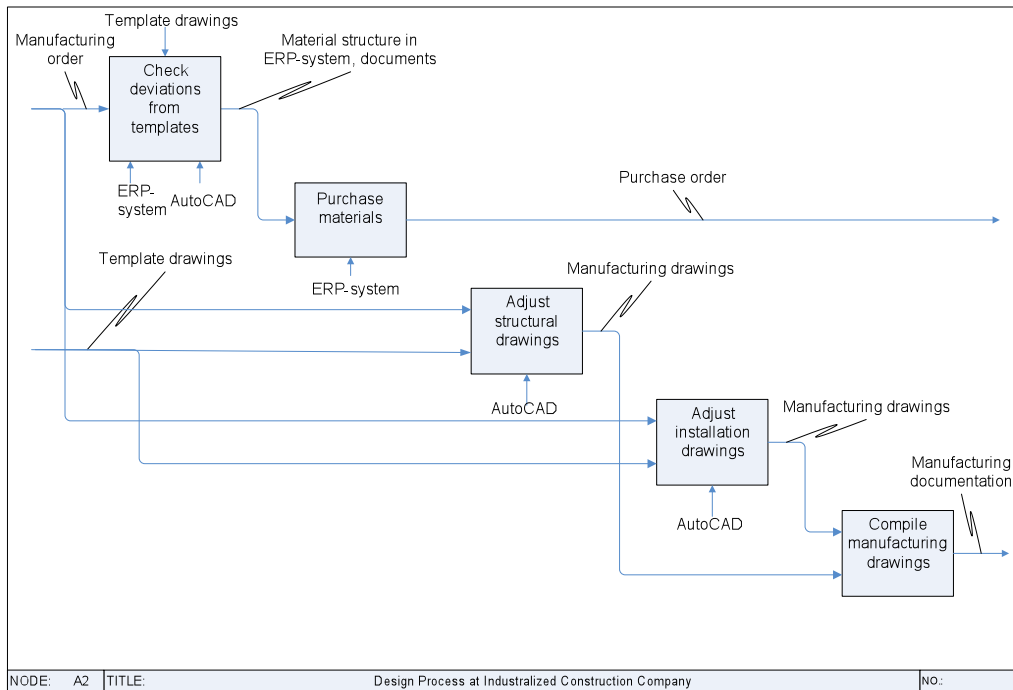 Template drawings
Manufacturing
order
Material structure in
ERP-system, documents
Check
deviations
from
templates
ERP-
system
AutoCAD
Purchase
materials
Purchase order
ERP-system
Template drawings
Manufacturing drawings
Adjust
structural
drawings
AutoCAD
Adjust
installation
drawings
Manufacturing drawings
AutoCAD
Manufacturing
documentation
Compile
manufacturing
drawings
NODE: A2 TITLE: Design Process at Industralized Construction Company NO.: